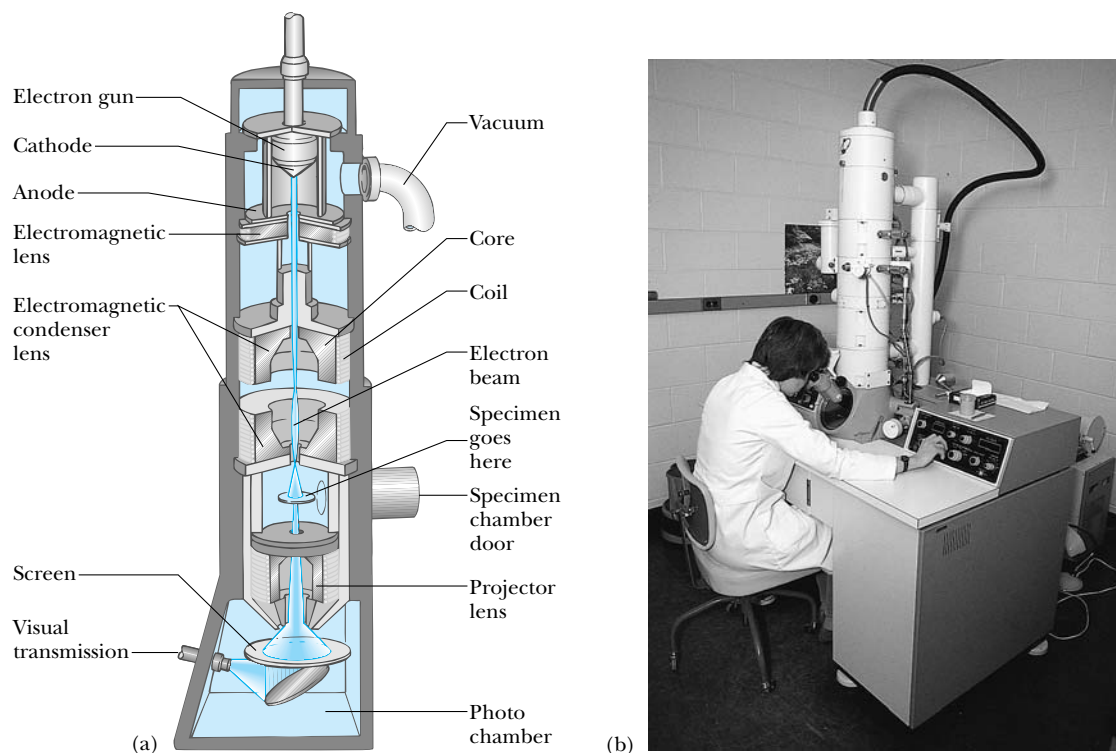 Electron gun
Cathode
Anode
Electromagnetic
lens
Electromagnetic
condenser
lens
Screen
Visual
transmission
Vacuum
Core
Coil
Electron
beam
Specimen
goes
here
Specimen
chamber
door
Projector
lens
Photo
chamber
(a)
(b)